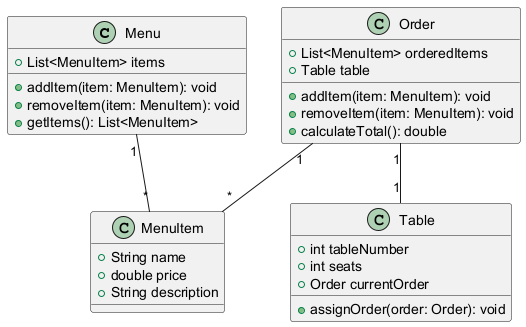 C Menu
List<MenuItem> items
addItem(item: MenuItem): void
removeItem(item: MenuItem): void
getItems(): List<MenuItem>
C Order
List<MenuItem> orderedItems
Table table
addItem(item: MenuItem): void
removeItem(item: MenuItem): void
calculateTotal(): double
1
*
1
*
1
1
C MenuItem
String name
double price
String description
C Table
int tableNumber
int seats
Order currentOrder
assignOrder(order: Order): void